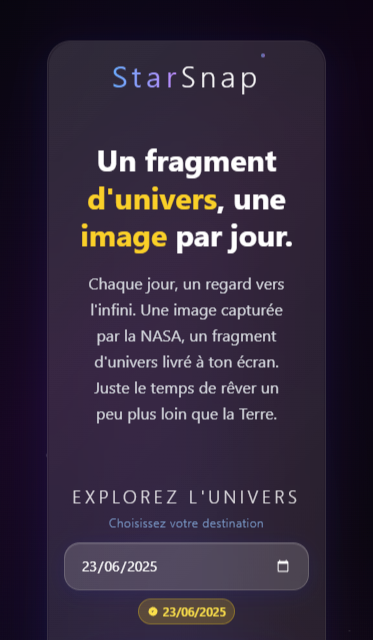 StarSnap
Un fragment
d'univers, une
image par jour.
Chaque jour, un regard vers
l'infini. Une image capturée
par la NASA, un fragment
d'univers livré à ton écran.
Juste le temps de rêver un
peu plus loin que la Terre.
EXPLOREZ L'UNIVERS
Choisissez votre destination
23/06/2025
23/06/2025